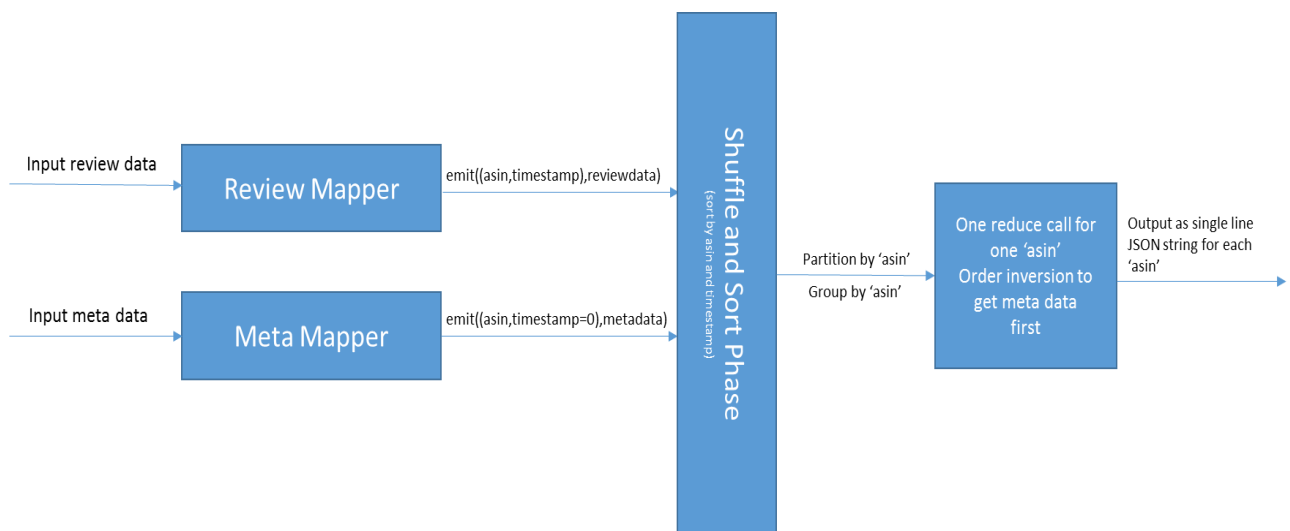 Input review data
Review Mapper
emit((asin,timestamp),reviewdata)
Input meta data
Meta Mapper
emit((asin,timestamp=0),metadata)
Shuffle and Sort Phase
(sort by asin and timestamp)
Partition by ‘asin’
Group by ‘asin’
One reduce call for
one ‘asin’
Order inversion to
get meta data
first
Output as single line
JSON string for each
‘asin’